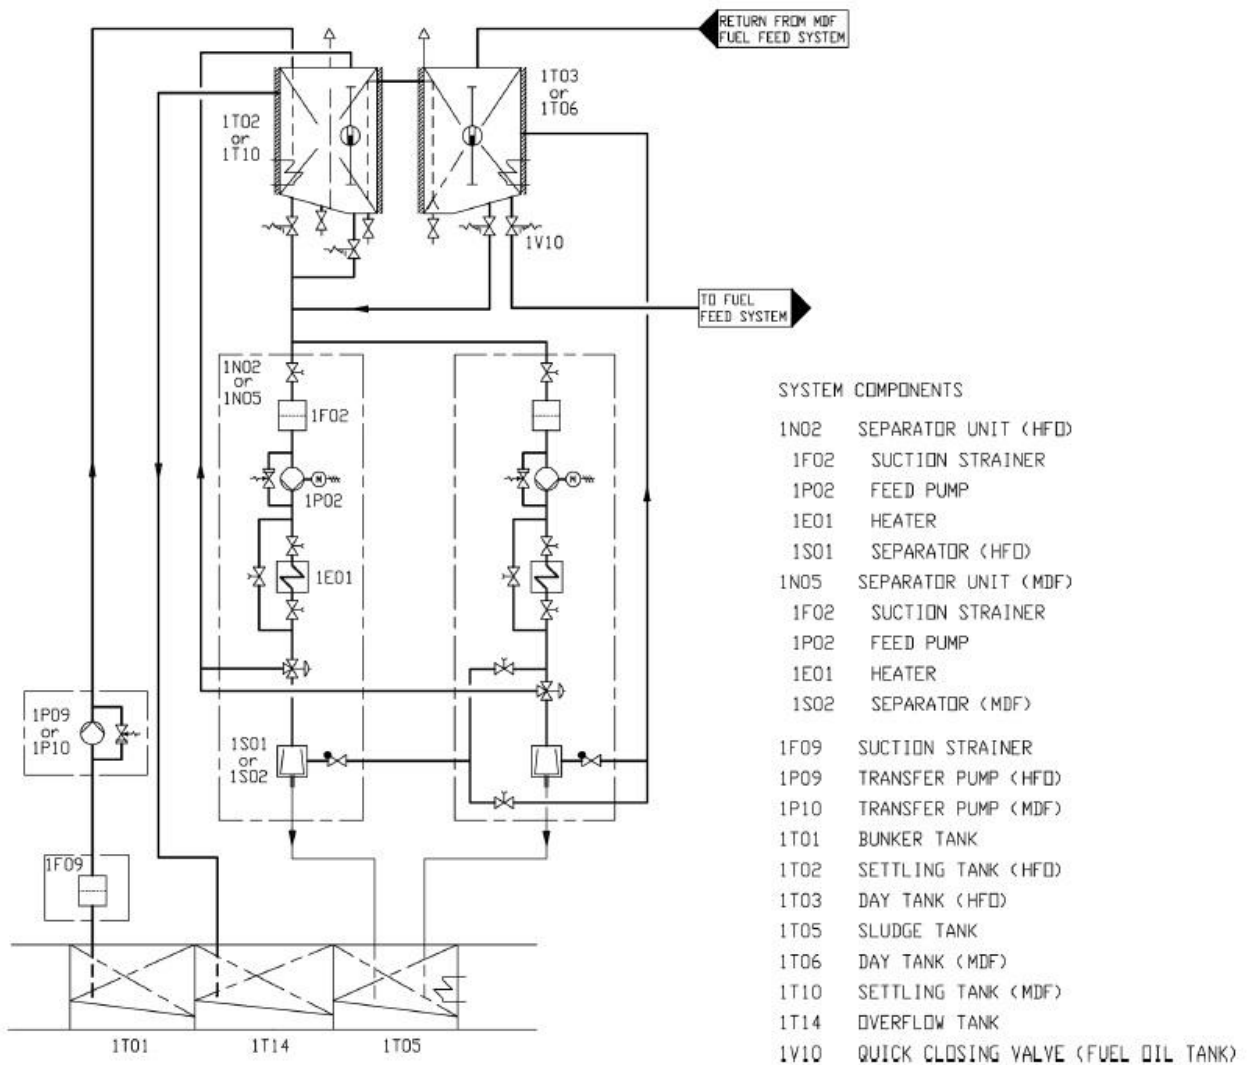 RETURN FROM MDF
FUEL FEED SYSTEM
1T03
or
1T06
1T02
or
1T10
1V10
TO FUEL
FEED SYSTEM
1N02
or
1N05
1F02
M
M
1P02
1E01
1P09
or
1P10
1S01
or
1S02
1F09
1T01
1T14
1T05
SYSTEM COMPONENTS
1N02 SEPARATOR UNIT (HFO)
1F02 SUCTION STRAINER
1P02 FEED PUMP
1E01 HEATER
1S01 SEPARATOR (HFO)
1N05 SEPARATOR UNIT (MDF)
1F02 SUCTION STRAINER
1P02 FEED PUMP
1E01 HEATER
1S02 SEPARATOR (MDF)
1F09 SUCTION STRAINER
1P09 TRANSFER PUMP (HFO)
1P10 TRANSFER PUMP (MDF)
1T01 BUNKER TANK
1T02 SETTLING TANK (HFO)
1T03 DAY TANK (HFO)
1T05 SLUDGE TANK
1T06 DAY TANK (MDF)
1T10 SETTLING TANK (MDF)
1T14 OVERFLOW TANK
1V10 QUICK CLOSING VALVE (FUEL OIL TANK)